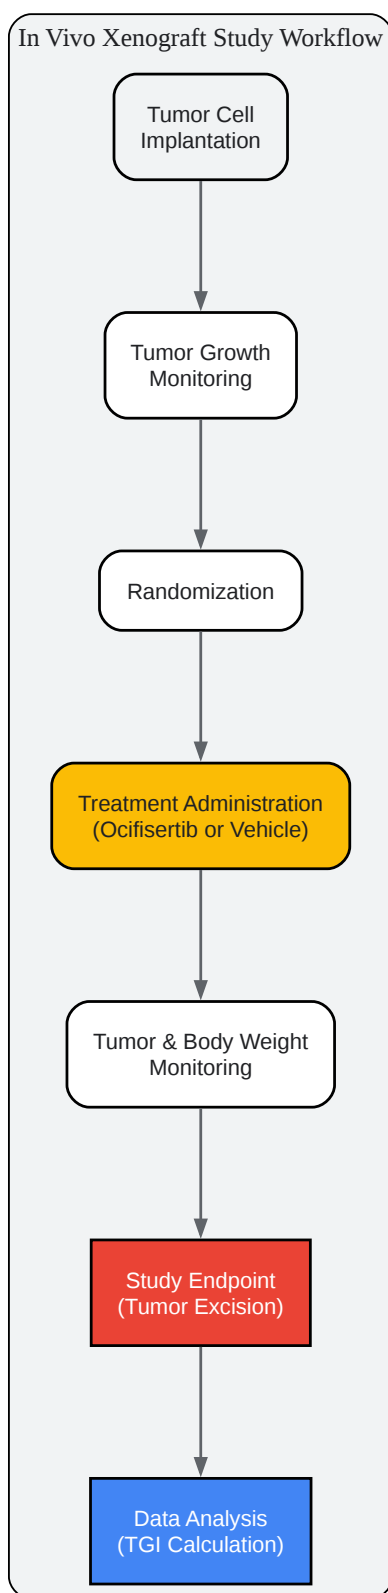 In Vivo Xenograft Study Workflow
Tumor Cell
Implantation
Tumor Growth
Monitoring
Randomization
Treatment Administration
(Ocifisertib or Vehicle)
Tumor & Body Weight
Monitoring
Study Endpoint
(Tumor Excision)
Data Analysis
(TGI Calculation)